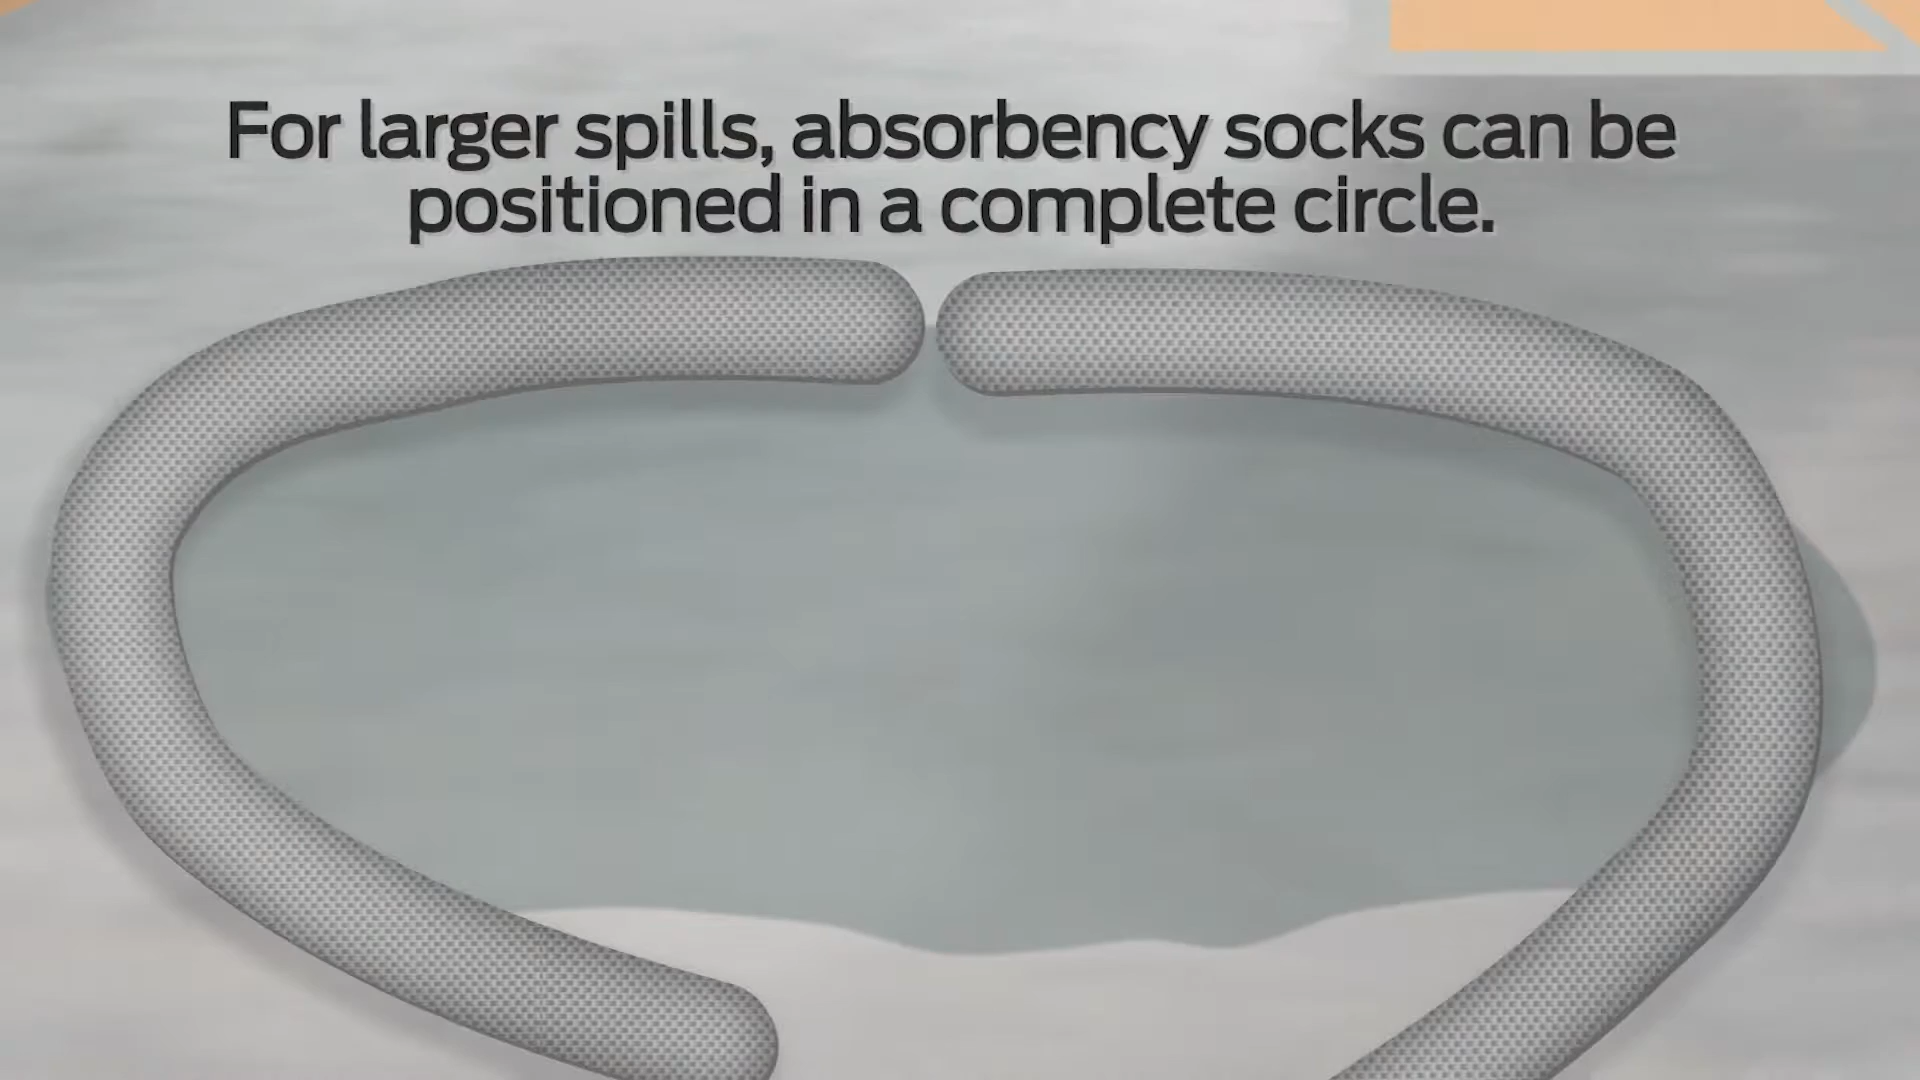 For larger spills, absorbency socks can be
positioned in a complete circle.